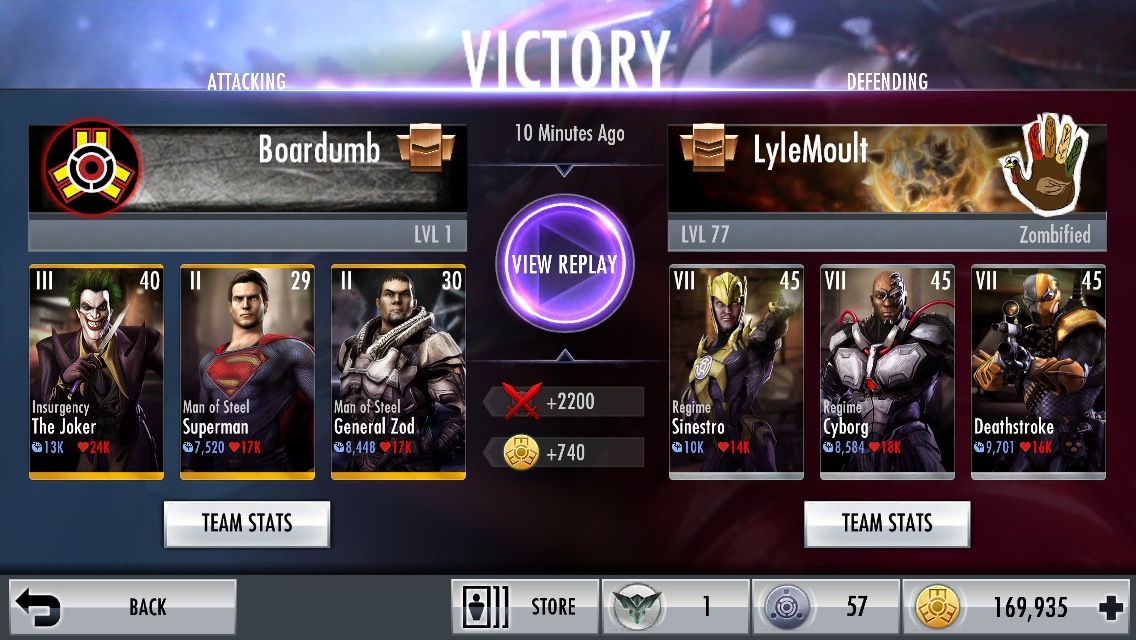 VICTORY
ATTACKING
DEFENDING
Boardumb
10 Minutes Ago
LyleMoult
LVL 1
LVL 77
Zombified
VIEW REPLAY
III 40
II 29
II 30
VII 45
VII 45
VII 45
Insurgency
The Joker
13K 24K
Man of Steel
Superman
7,520 17K
Man of Steel
General Zod
8,448 17K
+2200
+740
Regime
Sinestro
10K 14K
Regime
Cyborg
8,584 18K
Deathstroke
9,701 16K
TEAM STATS
TEAM STATS
BACK
STORE
1
57
169,935